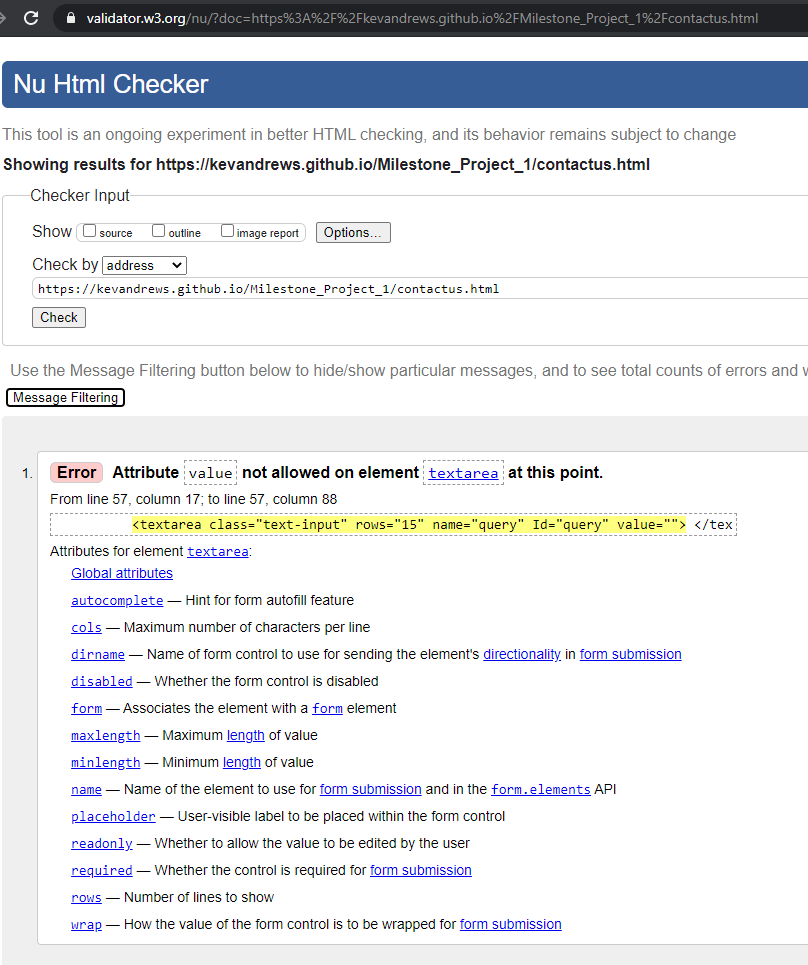 validator.w3.org/nu/?doc=https%3A%2F%2Fkevandrews.github.io%2FMilestone_Project_1%2Fcontactus.html
Nu Html Checker
This tool is an ongoing experiment in better HTML checking, and its behavior remains subject to change
Showing results for https://kevandrews.github.io/Milestone_Project_1/contactus.html
Checker Input
Show source outline image report Options...
Check by address
https://kevandrews.github.io/Milestone_Project_1/contactus.html
Check
Use the Message Filtering button below to hide/show particular messages, and to see total counts of errors and
Message Filtering
1. Error Attribute value not allowed on element textarea at this point.
From line 57, column 17; to line 57, column 88
<textarea class="text-input" rows="15" name="query" Id="query" value=""> </tex
Attributes for element textarea:
Global attributes
autocomplete — Hint for form autofill feature
cols — Maximum number of characters per line
dirname — Name of form control to use for sending the element's directionality in form submission
disabled — Whether the form control is disabled
form — Associates the element with a form element
maxlength — Maximum length of value
minlength — Minimum length of value
name — Name of the element to use for form submission and in the form.elements API
placeholder — User-visible label to be placed within the form control
readonly — Whether to allow the value to be edited by the user
required — Whether the control is required for form submission
rows — Number of lines to show
wrap — How the value of the form control is to be wrapped for form submission